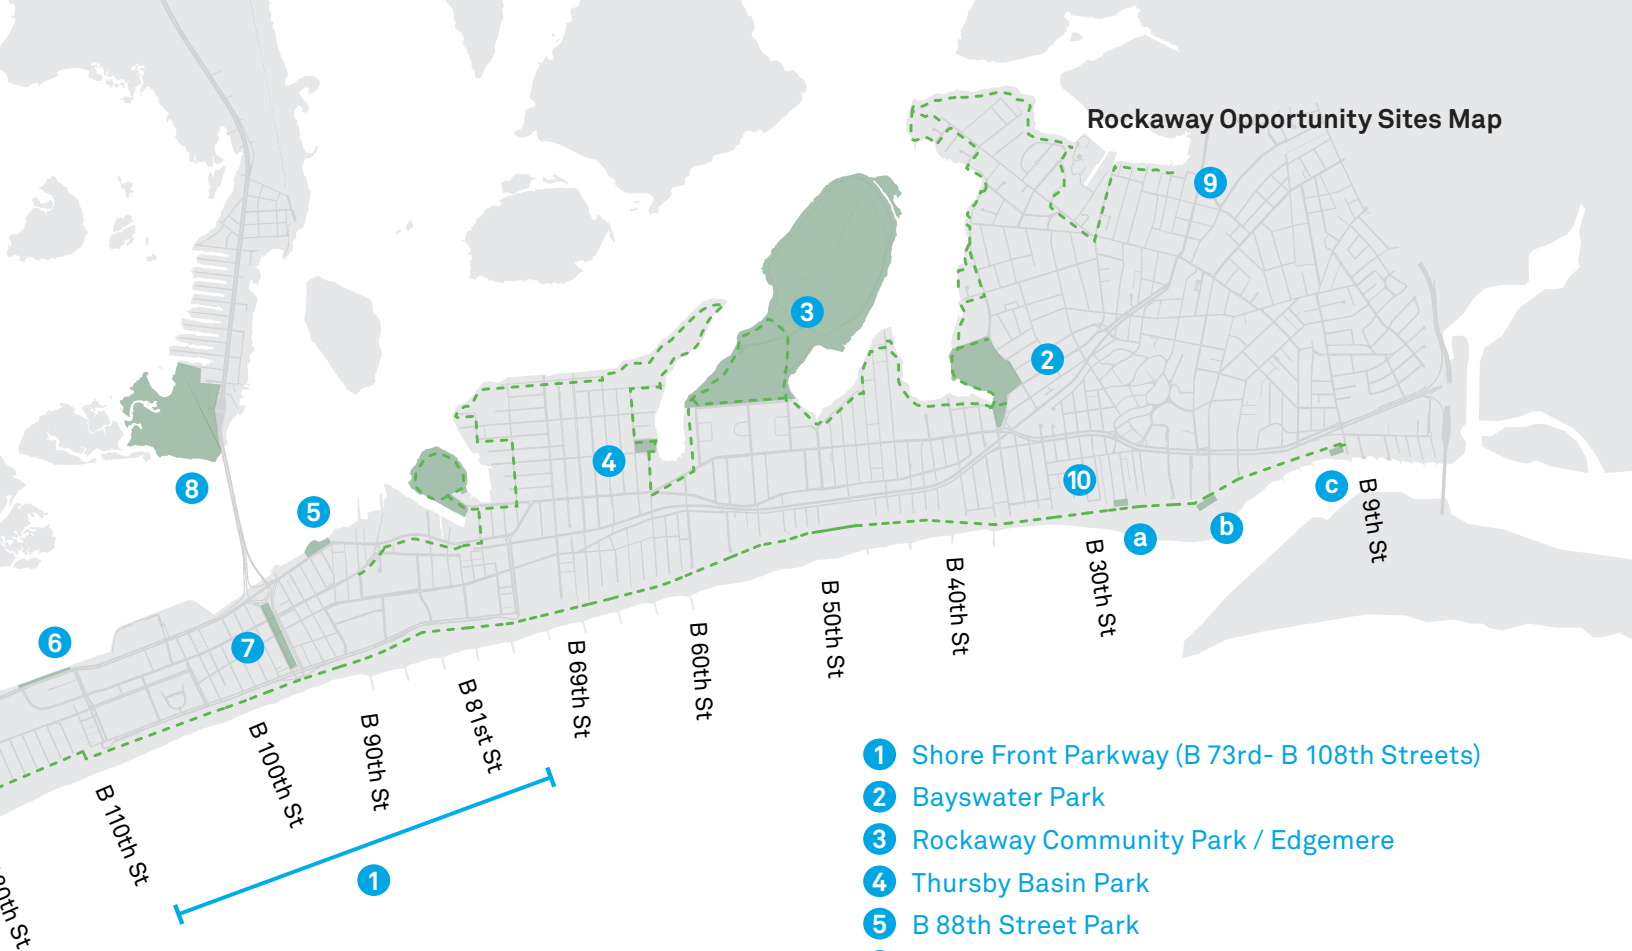 Rockaway Opportunity Sites Map
9
3
2
4
8
5
10
c
b
a
B 9th St
B 30th St
B 40th St
B 50th St
B 60th St
B 69th St
B 81st St
B 90th St
B 100th St
B 110th St
6
7
1
1 Shore Front Parkway (B 73rd- B 108th Streets)
2 Bayswater Park
3 Rockaway Community Park / Edgemere
4 Thursby Basin Park
5 B 88th Street Park